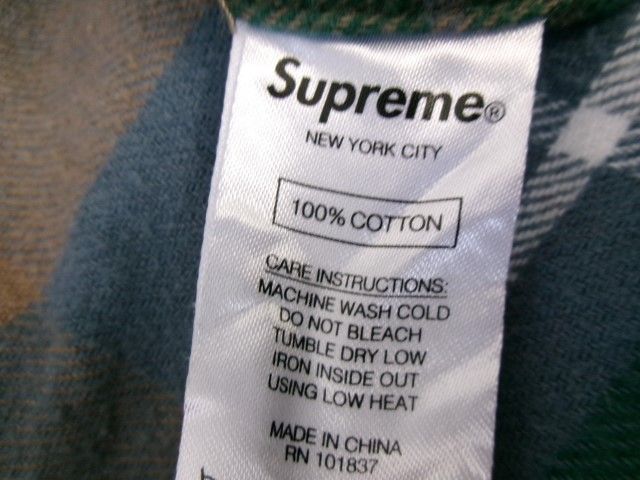 Supreme®
NEW YORK CITY
100% COTTON
CARE INSTRUCTIONS:
MACHINE WASH COLD
DO NOT BLEACH
TUMBLE DRY LOW
IRON INSIDE OUT
USING LOW HEAT
MADE IN CHINA
RN 101837